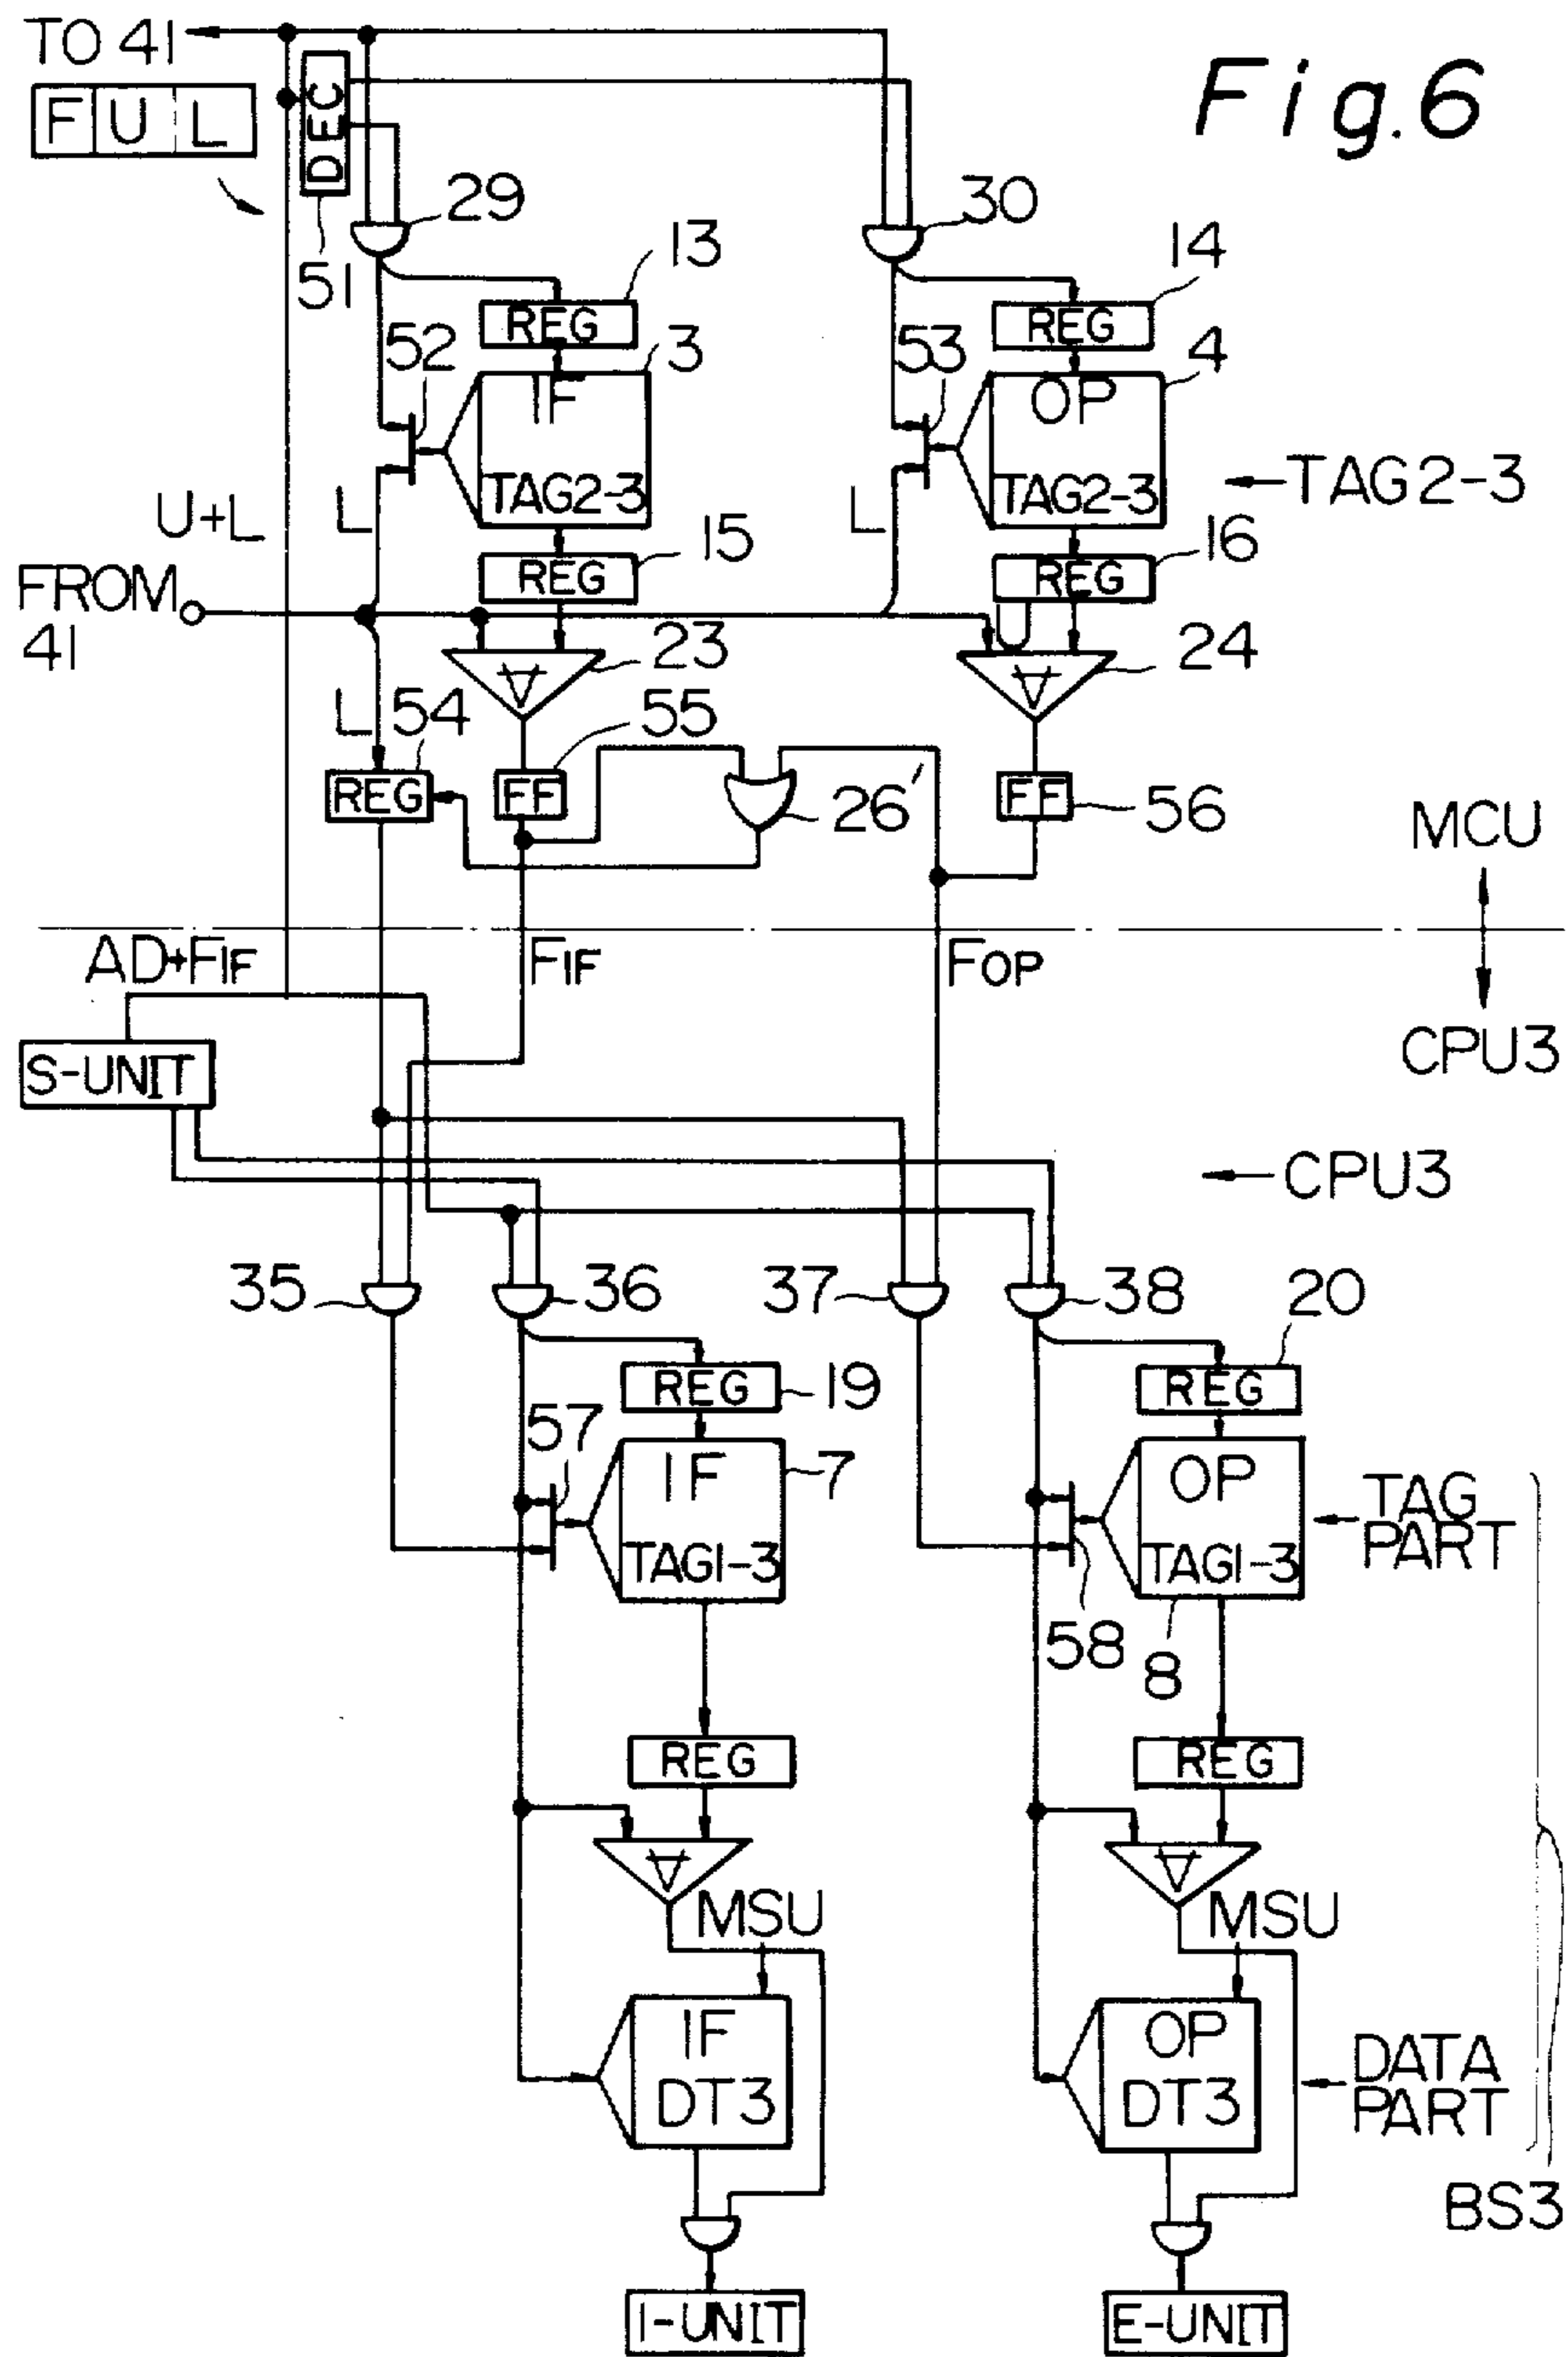 TO 41
Fig.6
F U L
DEC
29
30
51
13
14
REG
REG
52
3
53
4
IF
OP
TAG2-3
TAG2-3
TAG2-3
U+L
L
L
15
16
REG
REG
FROM
41
U
23
24
∀
∀
L
54
55
REG
FF
26'
FF
56
MCU
AD+FIF
FIF
FOP
CPU3
S-UNIT
CPU3
35
36
37
38
20
REG
19
REG
57
IF
7
OP
TAG
PART
TAG1-3
TAG1-3
58
8
REG
REG
∀
∀
MSU
MSU
IF
OP
DT3
DT3
DATA
PART
BS3
I-UNIT
E-UNIT